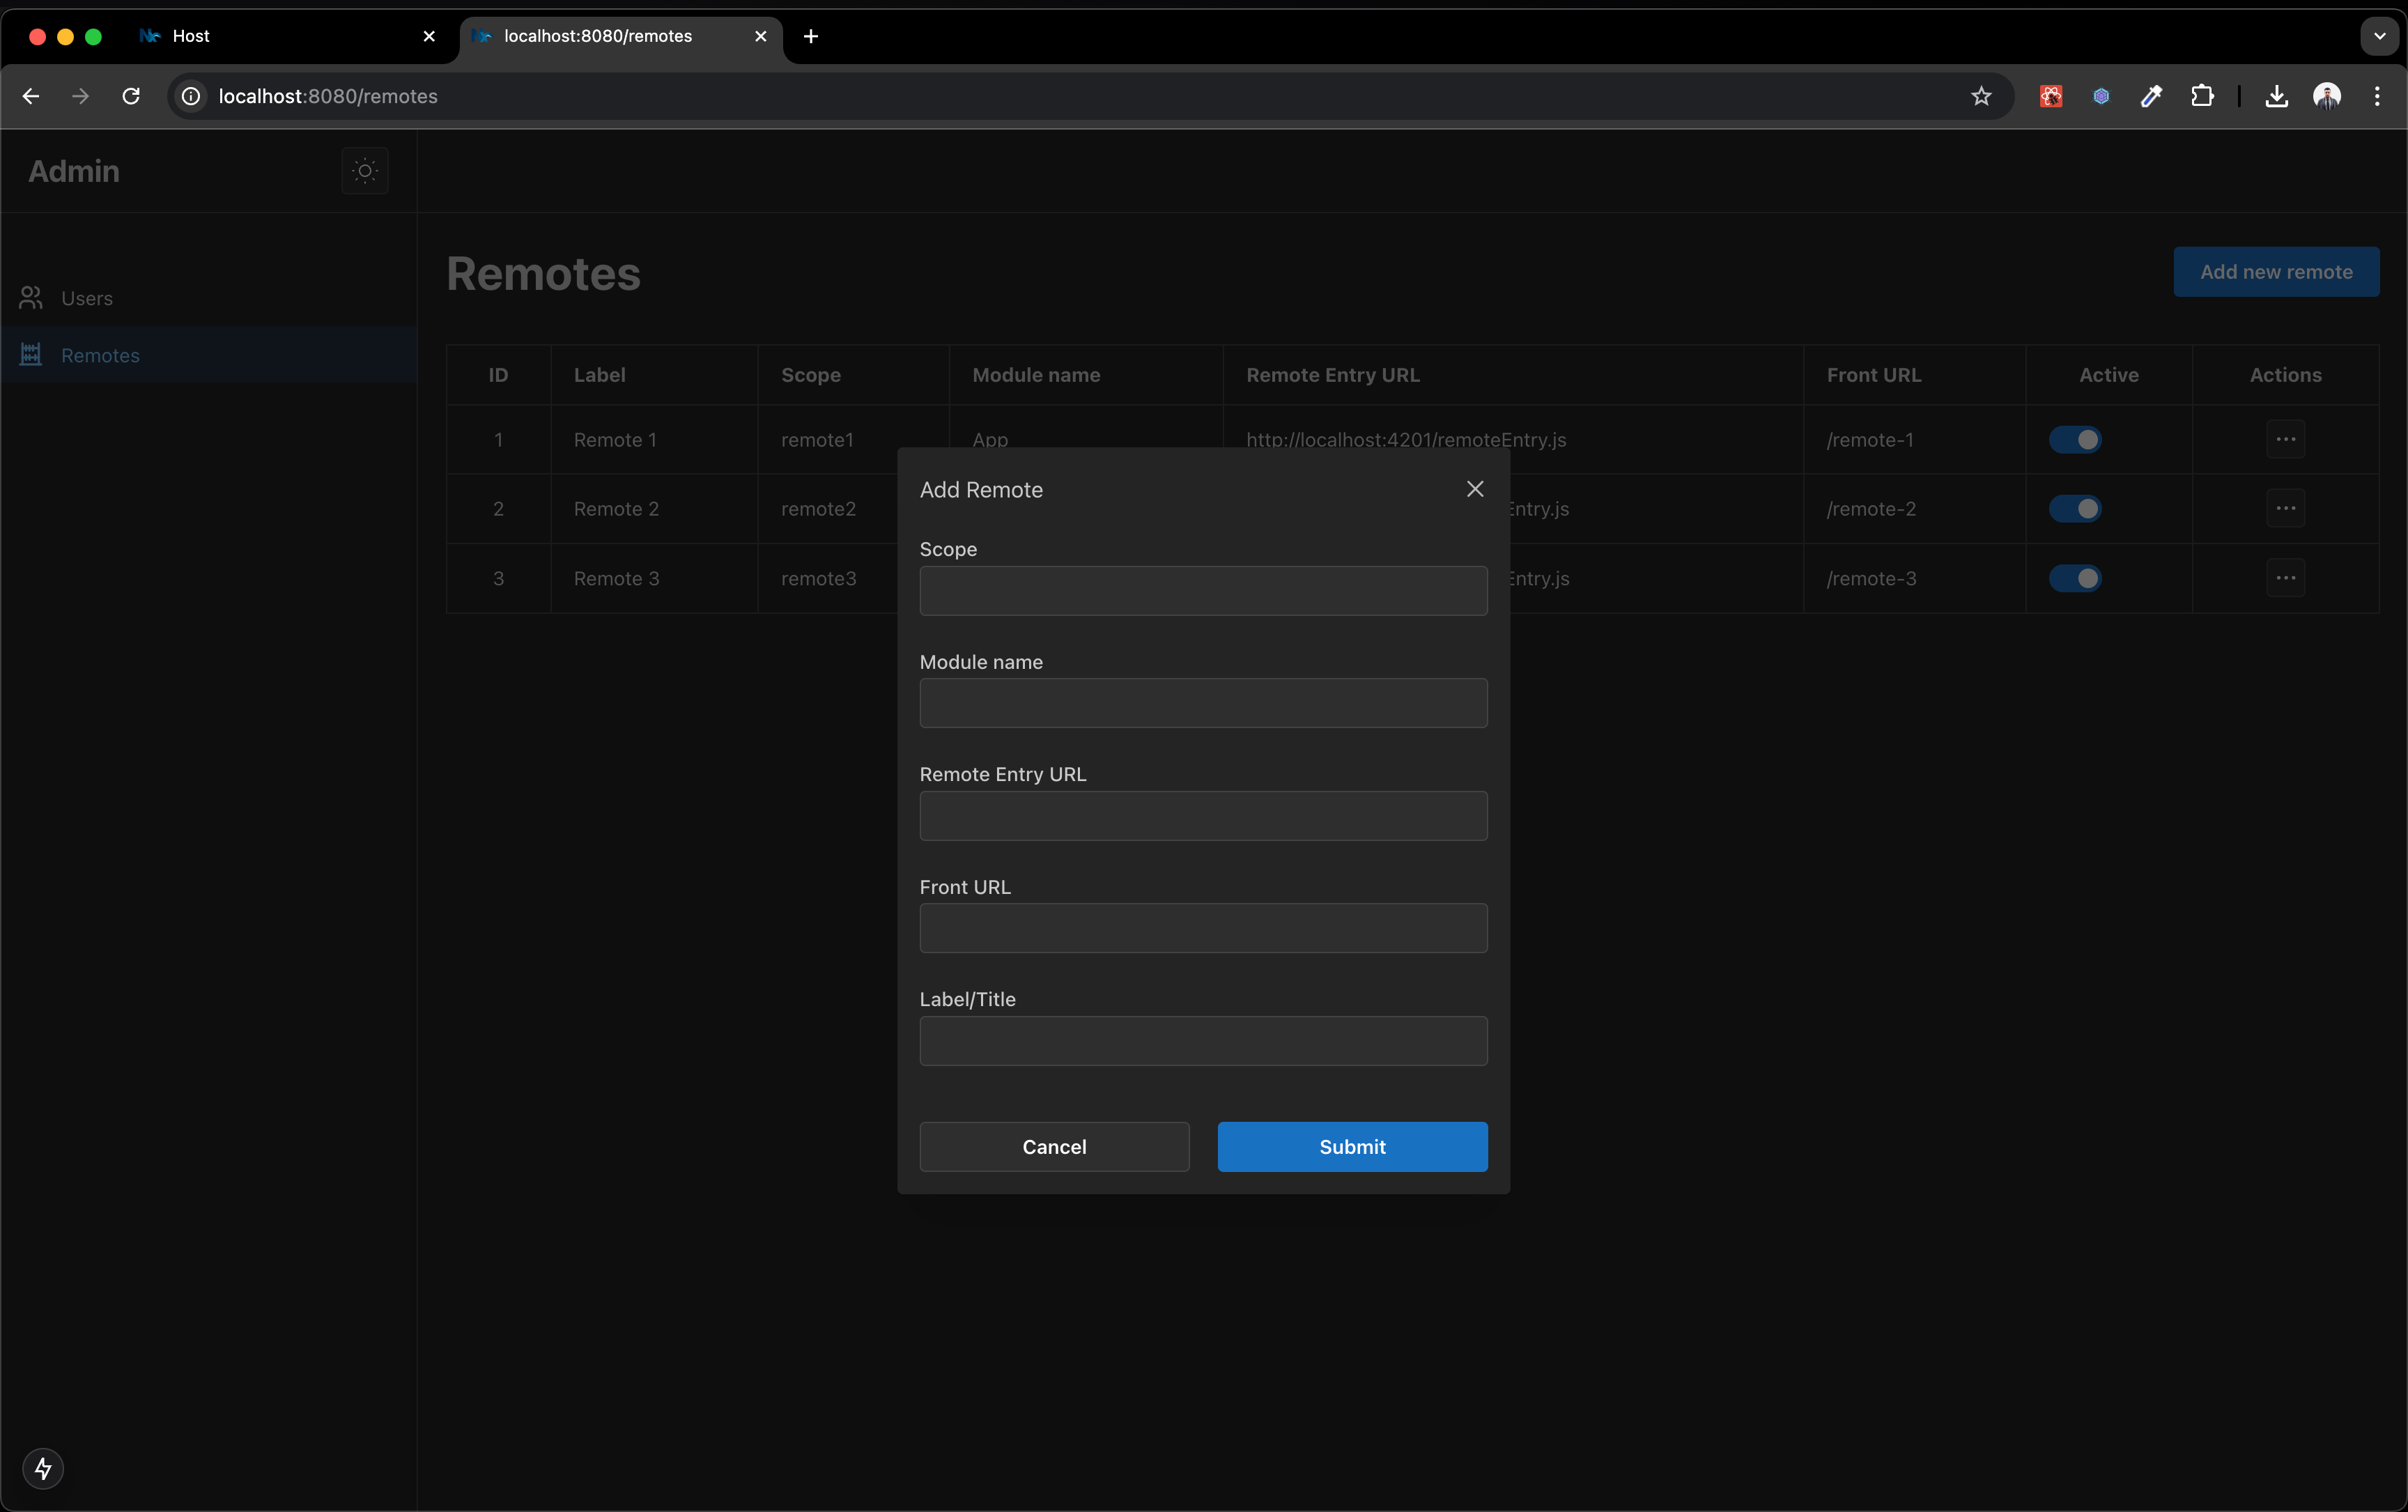 Host
localhost:8080/remotes
localhost:8080/remotes
Admin
Users
Remotes
Remotes
Add new remote
ID Label Scope Module name Remote Entry URL Front URL Active Actions
1 Remote 1 remote1 App http://localhost:4201/remoteEntry.js /remote-1
2 Remote 2 remote2 Entry.js /remote-2
3 Remote 3 remote3 Entry.js /remote-3
Add Remote
Scope
Module name
Remote Entry URL
Front URL
Label/Title
Cancel Submit